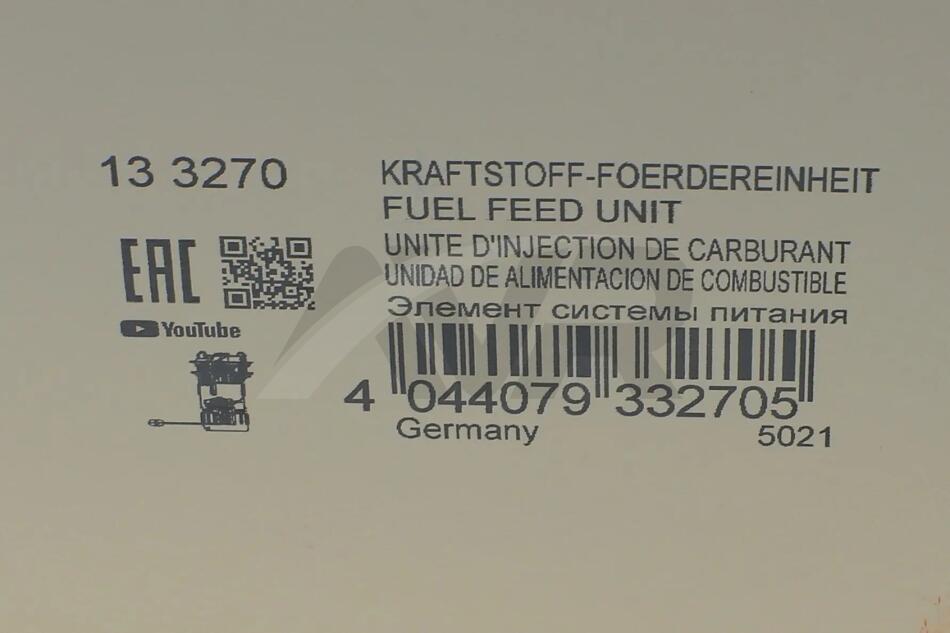 13 3270
KRAFTSTOFF-FOERDEREINHEIT
FUEL FEED UNIT
UNITE D'INJECTION DE CARBURANT
UNIDAD DE ALIMENTACION DE COMBUSTIBLE
Элемент системы питания
EAC
YouTube
4 044079 332705
Germany
5021